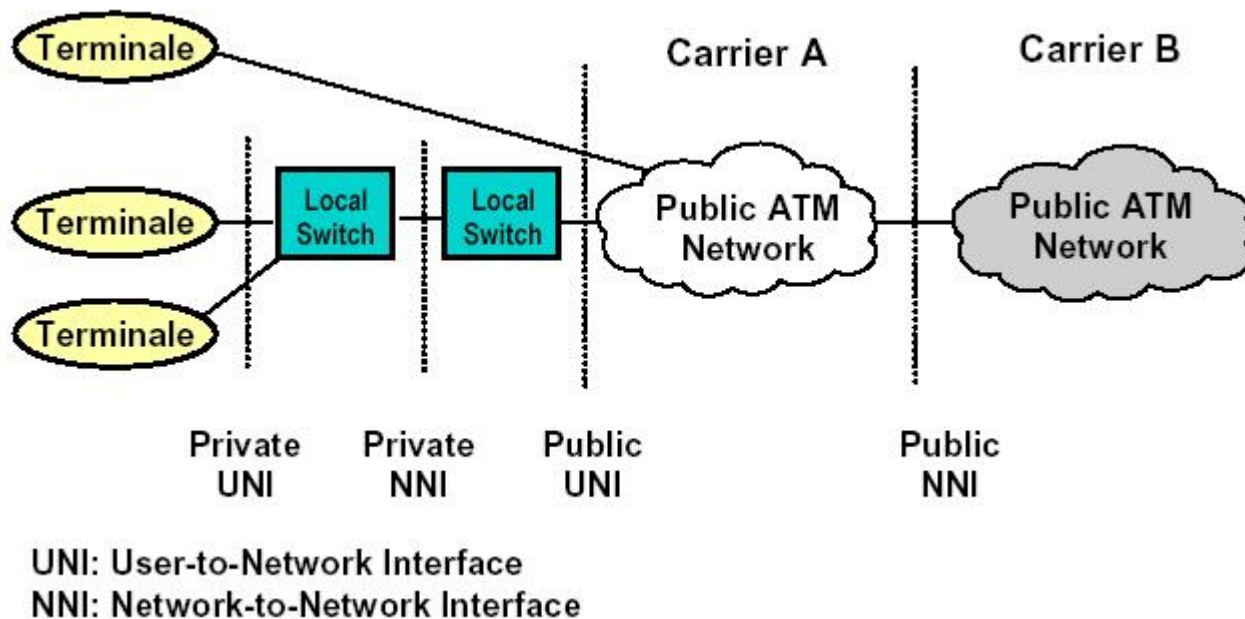 Terminale
Carrier A
Carrier B
Terminale
Local
Switch
Local
Switch
Public ATM
Network
Public ATM
Network
Terminale
Private
UNI
Private
NNI
Public
UNI
Public
NNI
UNI: User-to-Network Interface
NNI: Network-to-Network Interface